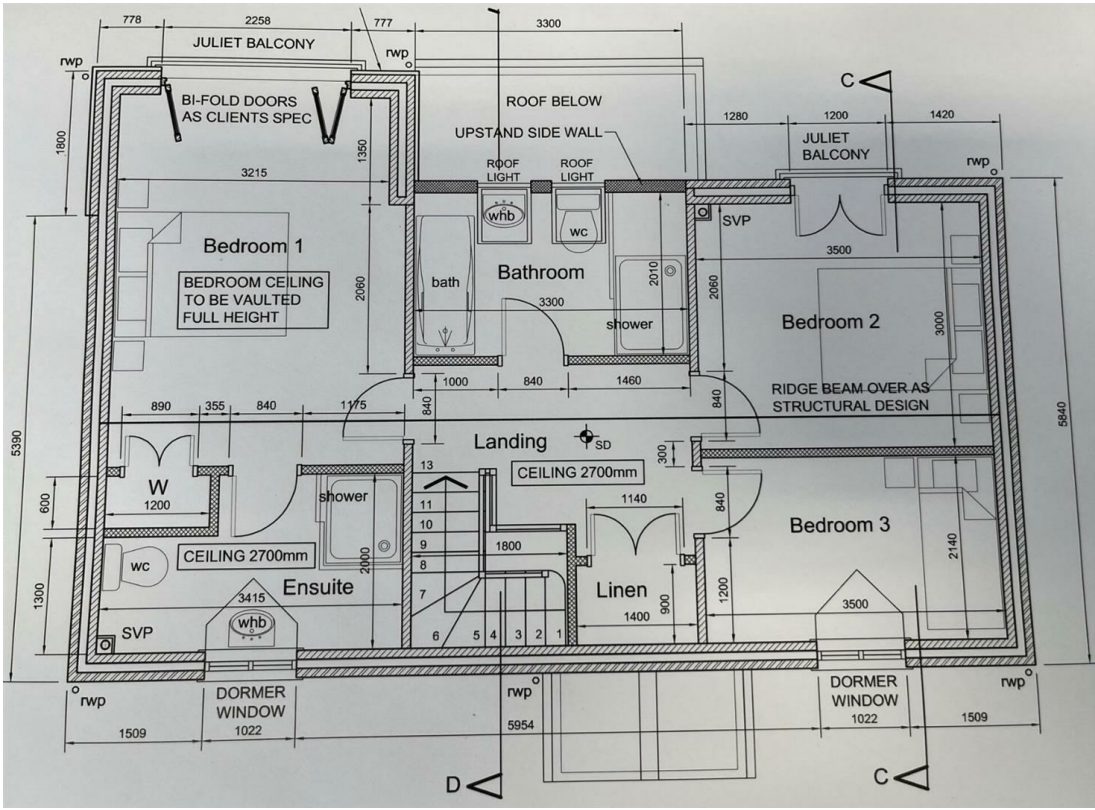 778
2258
777
3300
JULIET BALCONY
rwp
rwp
C
BI-FOLD DOORS
AS CLIENTS SPEC
ROOF BELOW
UPSTAND SIDE WALL
1280
1200
1420
JULIET
BALCONY
rwp
1800
1350
3215
ROOF
LIGHT
ROOF
LIGHT
whb
wc
SVP
3500
Bedroom 1
BEDROOM CEILING
TO BE VAULTED
FULL HEIGHT
2060
bath
Bathroom
2010
2060
3300
shower
Bedroom 2
3000
1000
840
1460
RIDGE BEAM OVER AS
STRUCTURAL DESIGN
890
355
840
1175
840
840
5390
5840
Landing
SD
300
CEILING 2700mm
W
1200
600
shower
13
11
10
9
8
7
6
5
4
3
2
1
1140
840
Bedroom 3
2140
wc
CEILING 2700mm
2000
1800
Ensuite
Linen
900
1200
1300
3415
1400
3500
SVP
whb
rwp
DORMER
WINDOW
rwp
DORMER
WINDOW
rwp
1509
1022
5954
1022
1509
D
C